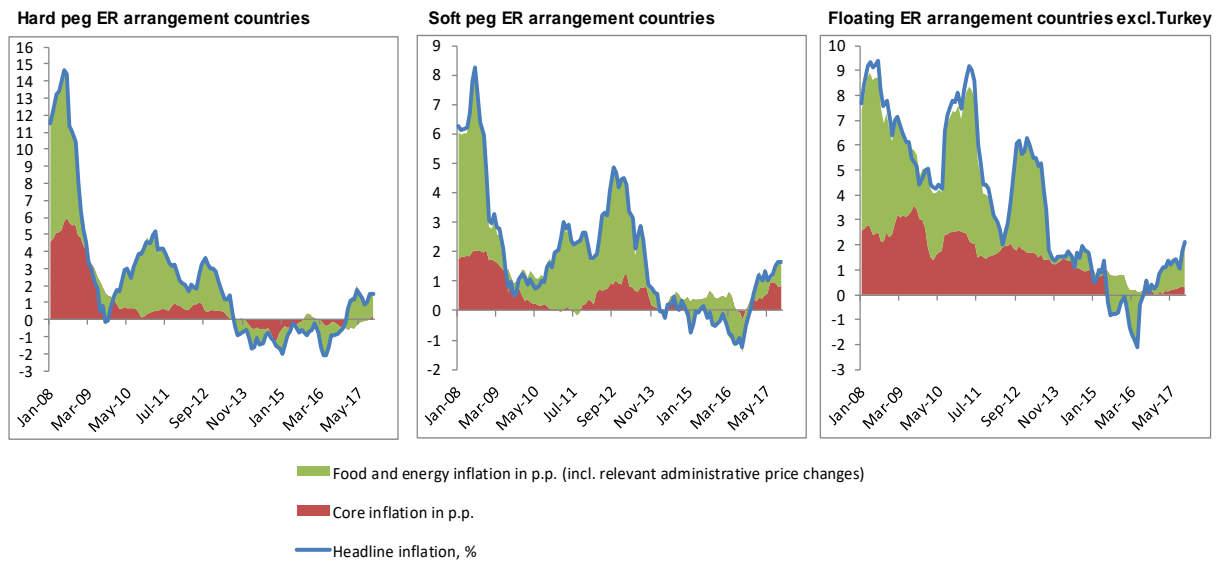 Hard peg ER arrangement countries
16
15
14
13
12
11
10
9
8
7
6
5
4
3
2
1
0
-1
-2
-3
Jan-08
Mar-09
May-10
Jul-11
Sep-12
Nov-13
Jan-15
Mar-16
May-17
Soft peg ER arrangement countries
9
8
7
6
5
4
3
2
1
0
-1
-2
Jan-08
Mar-09
May-10
Jul-11
Sep-12
Nov-13
Jan-15
Mar-16
May-17
Floating ER arrangement countries excl.Turkey
10
9
8
7
6
5
4
3
2
1
0
-1
-2
-3
Jan-08
Mar-09
May-10
Jul-11
Sep-12
Nov-13
Jan-15
Mar-16
May-17
Food and energy inflation in p.p. (incl. relevant administrative price changes)
Core inflation in p.p.
Headline inflation, %